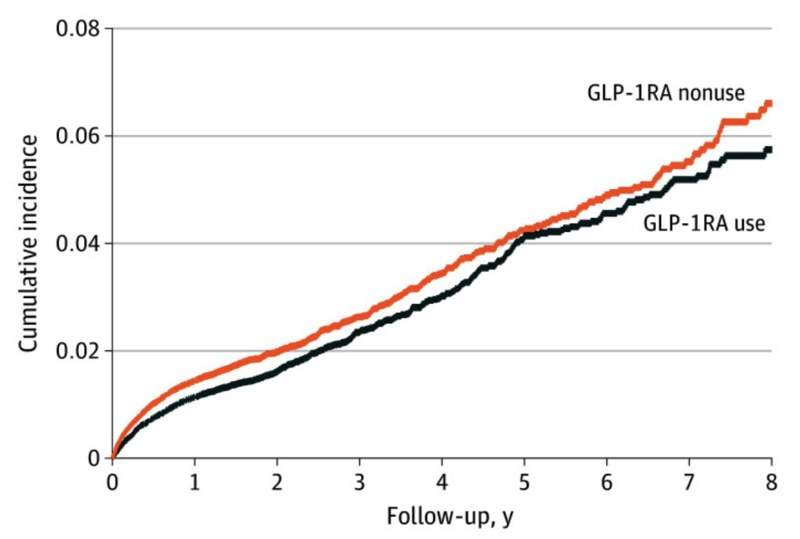 0.08
0.06
0.04
0.02
0
Cumulative incidence
GLP-1RA nonuse
GLP-1RA use
0 1 2 3 4 5 6 7 8
Follow-up, y